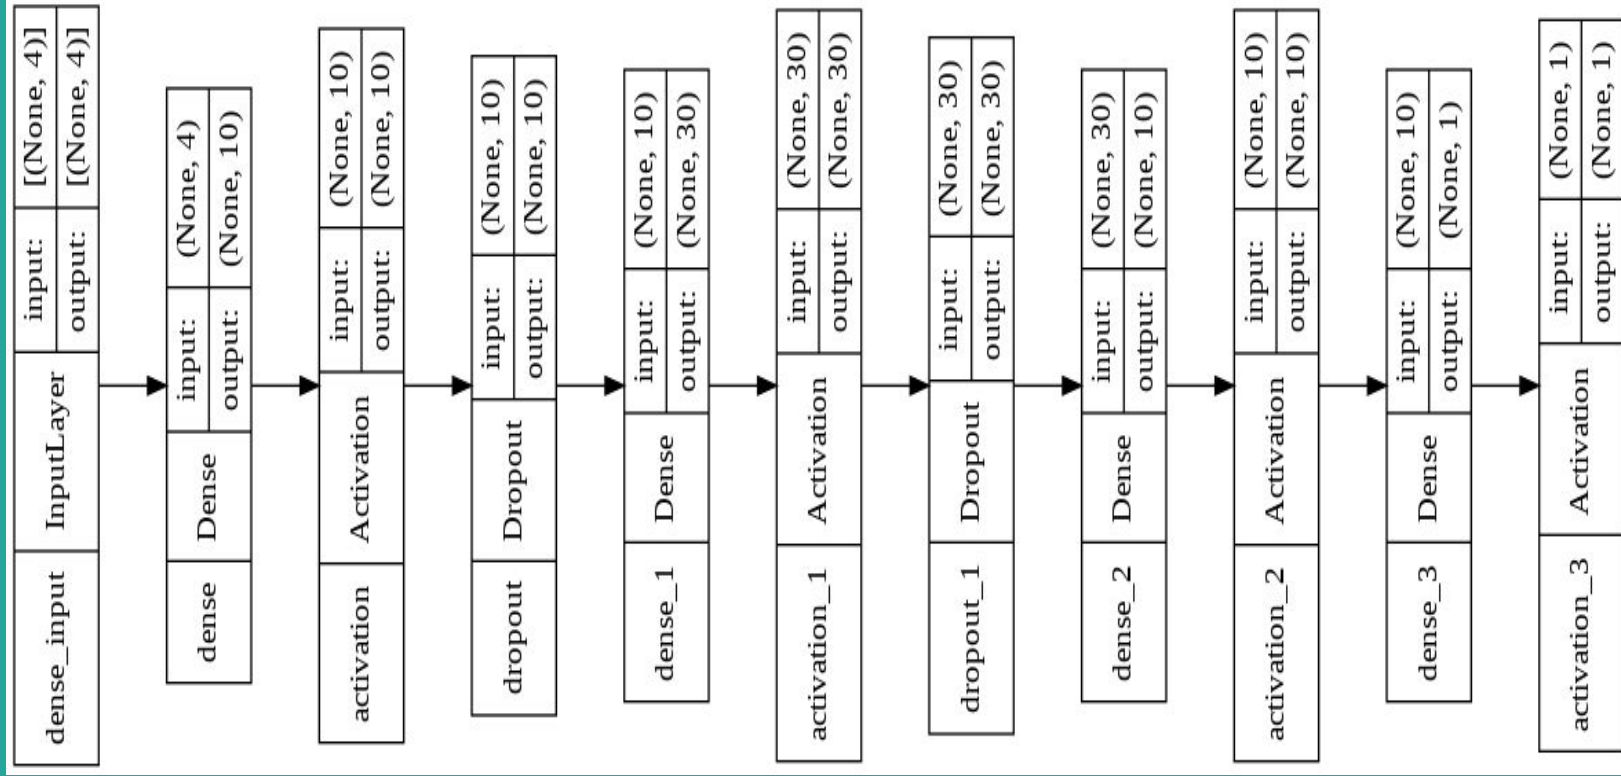 dense_input InputLayer input: [(None, 4)]
output: [(None, 4)]
dense Dense input: (None, 4)
output: (None, 10)
activation Activation input: (None, 10)
output: (None, 10)
dropout Dropout input: (None, 10)
output: (None, 10)
dense_1 Dense input: (None, 10)
output: (None, 30)
activation_1 Activation input: (None, 30)
output: (None, 30)
dropout_1 Dropout input: (None, 30)
output: (None, 30)
dense_2 Dense input: (None, 30)
output: (None, 10)
activation_2 Activation input: (None, 10)
output: (None, 10)
dense_3 Dense input: (None, 10)
output: (None, 1)
activation_3 Activation input: (None, 1)
output: (None, 1)